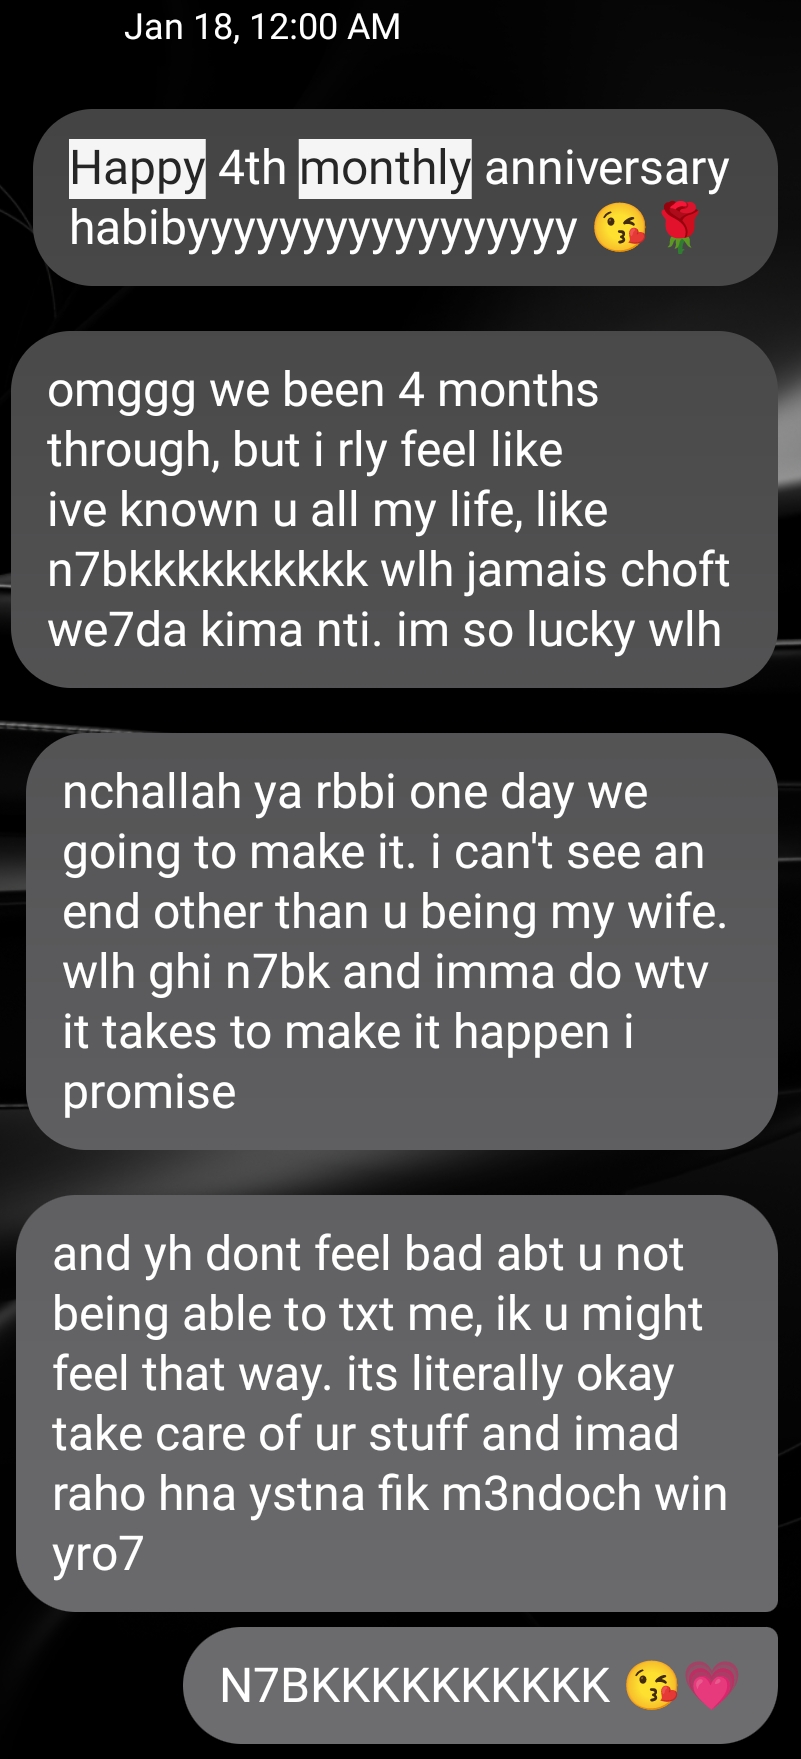 Jan 18, 12:00 AM
Happy 4th monthly anniversary
habibyyyyyyyyyyyyyyyyy 😘🌹
omggg we been 4 months
through, but i rly feel like
ive known u all my life, like
n7bkkkkkkkkkkk wlh jamais choft
we7da kima nti. im so lucky wlh
nchallah ya rbbi one day we
going to make it. i can't see an
end other than u being my wife.
wlh ghi n7bk and imma do wtv
it takes to make it happen i
promise
and yh dont feel bad abt u not
being able to txt me, ik u might
feel that way. its literally okay
take care of ur stuff and imad
raho hna ystna fik m3ndoch win
yro7
N7BKKKKKKKKKK 😘💗